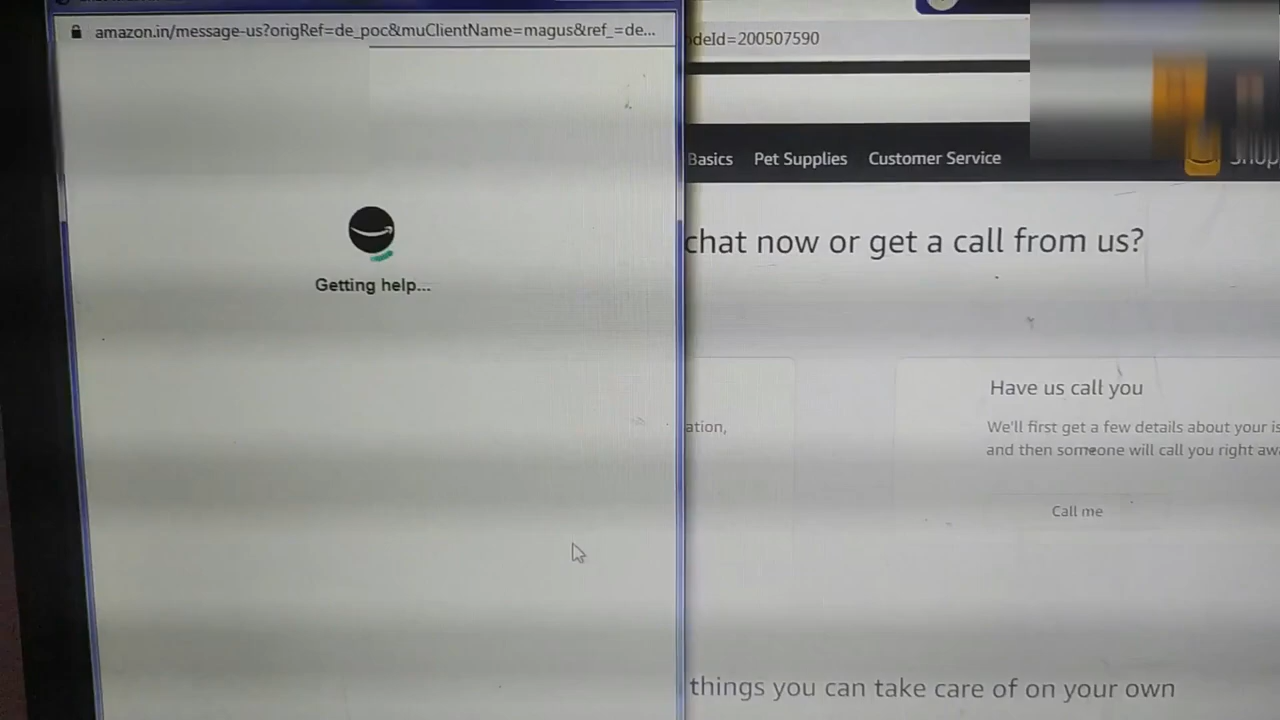 amazon.in/message-us?origRef=de_poc&muClientName=magus&ref_=de...
Getting help...
deId=200507590
Basics Pet Supplies Customer Service
chat now or get a call from us?
ation,
Have us call you
We'll first get a few details about your is
and then someone will call you right aw
Call me
things you can take care of on your own